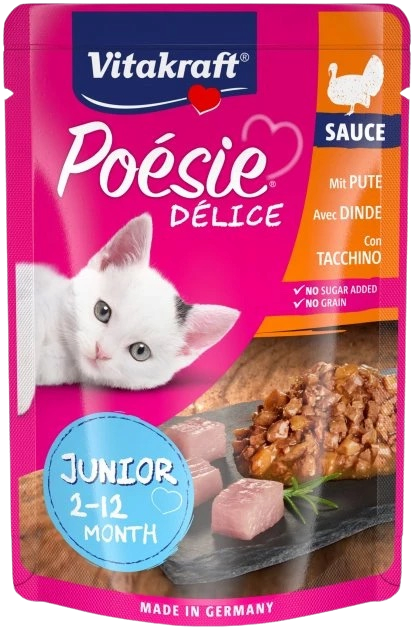 Vitakraft®
Poésie®
DÉLICE
SAUCE
Mit PUTE
Avec DINDE
Con
TACCHINO
✓NO SUGAR ADDED
✓NO GRAIN
JUNIOR
2-12
MONTH
MADE IN GERMANY